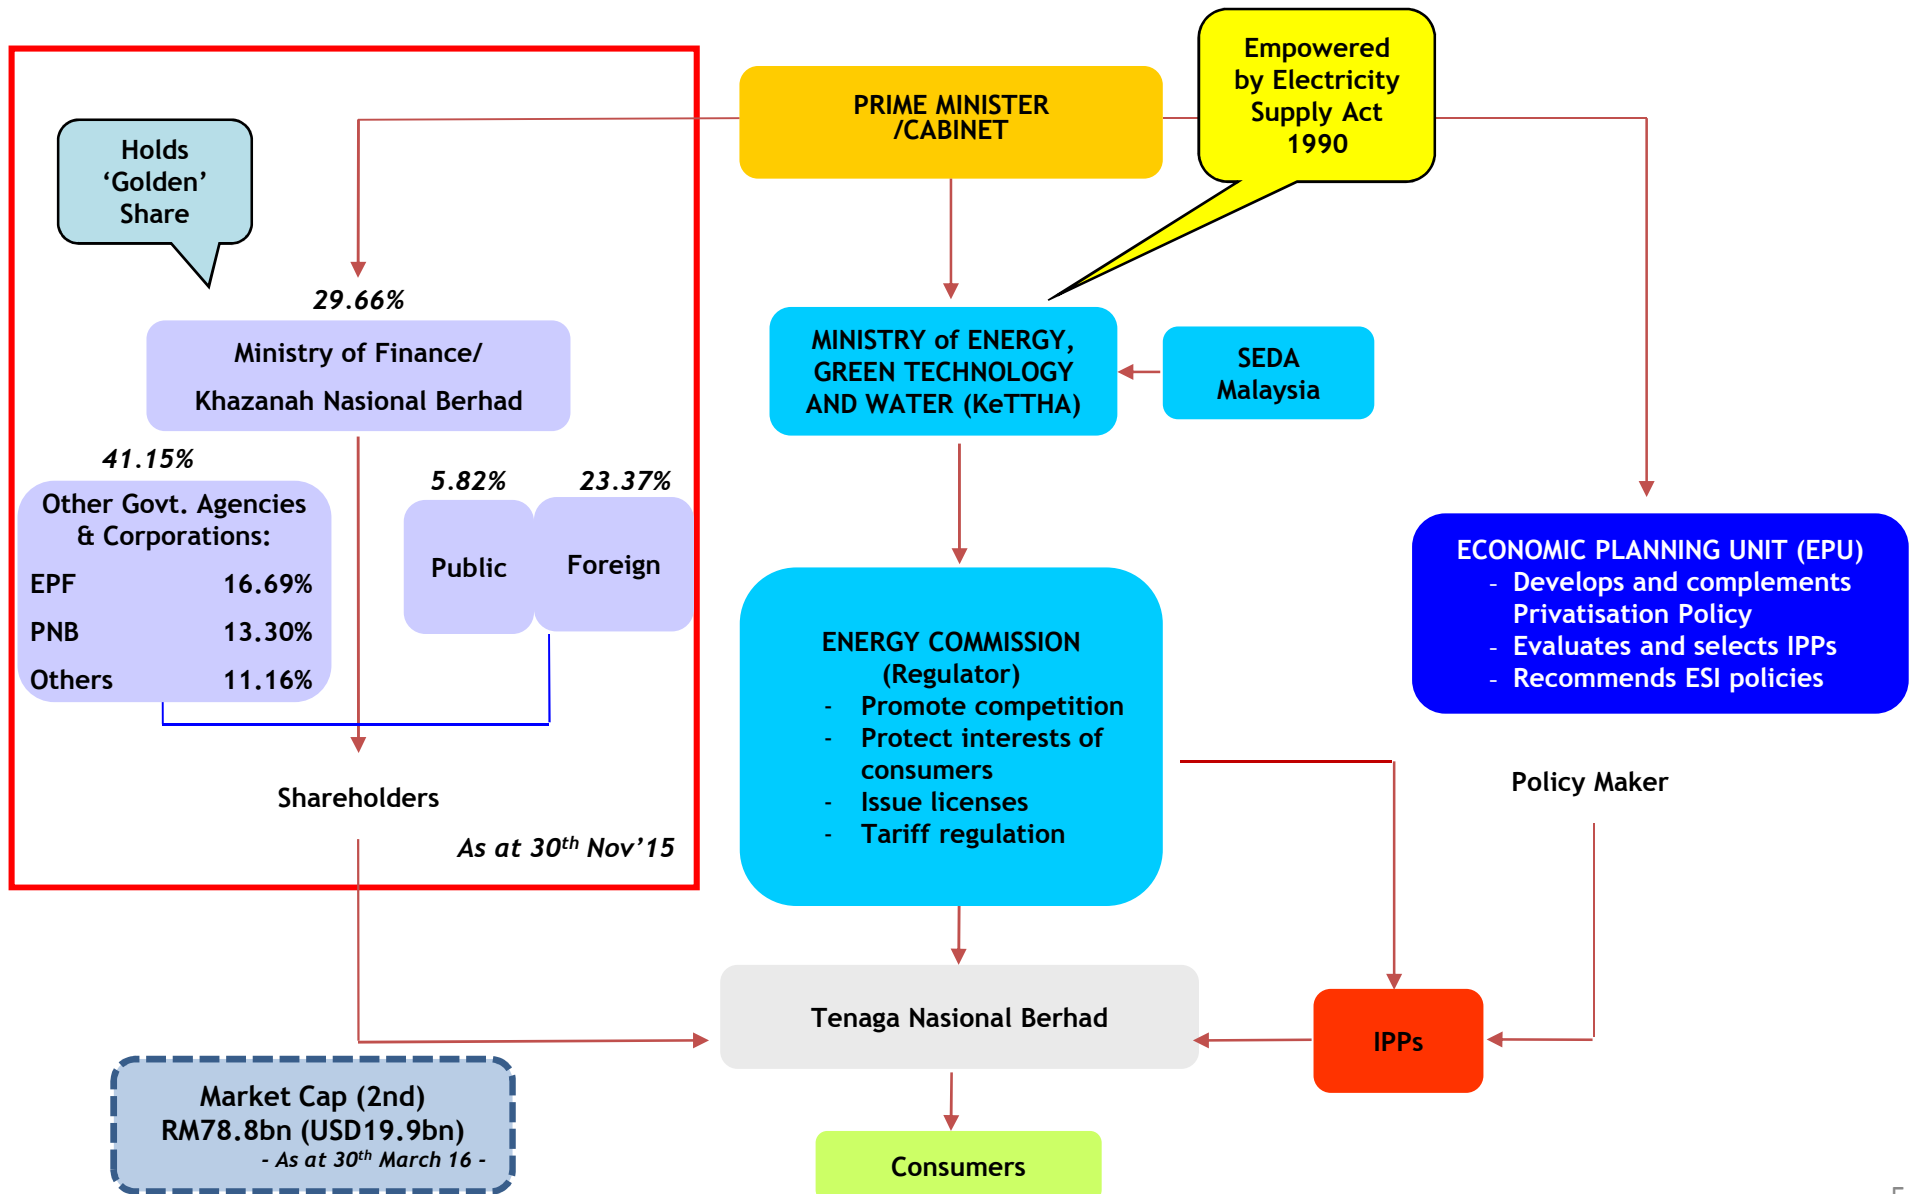 Empowered
by Electricity
Supply Act
1990
PRIME MINISTER
/CABINET
Holds
‘Golden’
Share
29.66%
Ministry of Finance/
Khazanah Nasional Berhad
MINISTRY of ENERGY,
GREEN TECHNOLOGY
AND WATER (KeTTHA)
SEDA
Malaysia
41.15%
Other Govt. Agencies
& Corporations:
EPF 16.69%
PNB 13.30%
Others 11.16%
5.82%
Public
23.37%
Foreign
Shareholders
As at 30th Nov’15
ENERGY COMMISSION
(Regulator)
- Promote competition
- Protect interests of
consumers
- Issue licenses
- Tariff regulation
ECONOMIC PLANNING UNIT (EPU)
- Develops and complements
Privatisation Policy
- Evaluates and selects IPPs
- Recommends ESI policies
Policy Maker
Tenaga Nasional Berhad
IPPs
Market Cap (2nd)
RM78.8bn (USD19.9bn)
- As at 30th March 16 -
Consumers